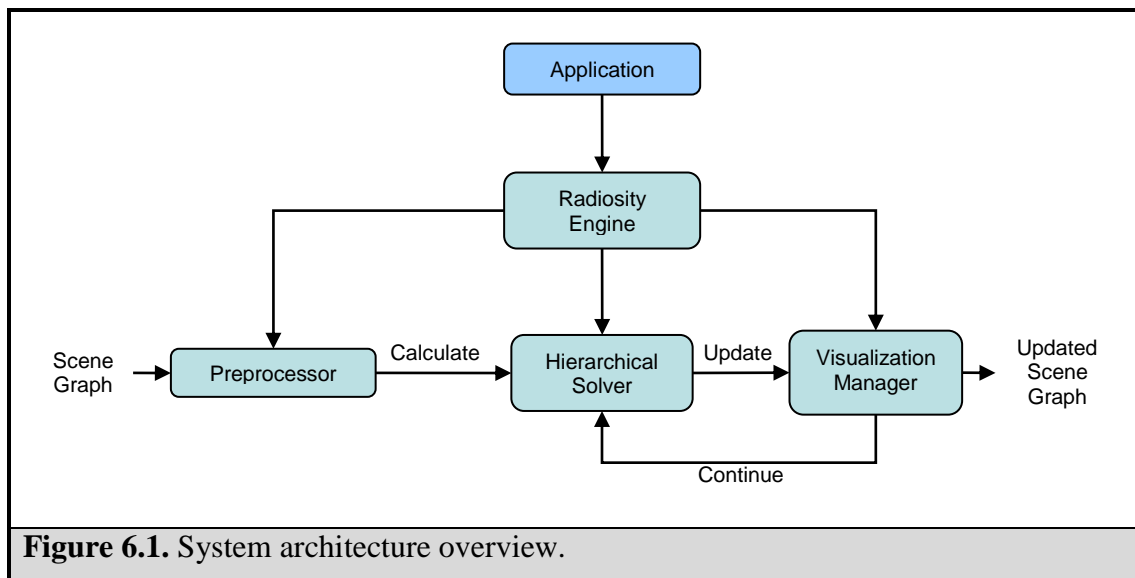 Application
Radiosity
Engine
Scene
Graph
Preprocessor
Calculate
Hierarchical
Solver
Update
Visualization
Manager
Updated
Scene
Graph
Continue
Figure 6.1. System architecture overview.